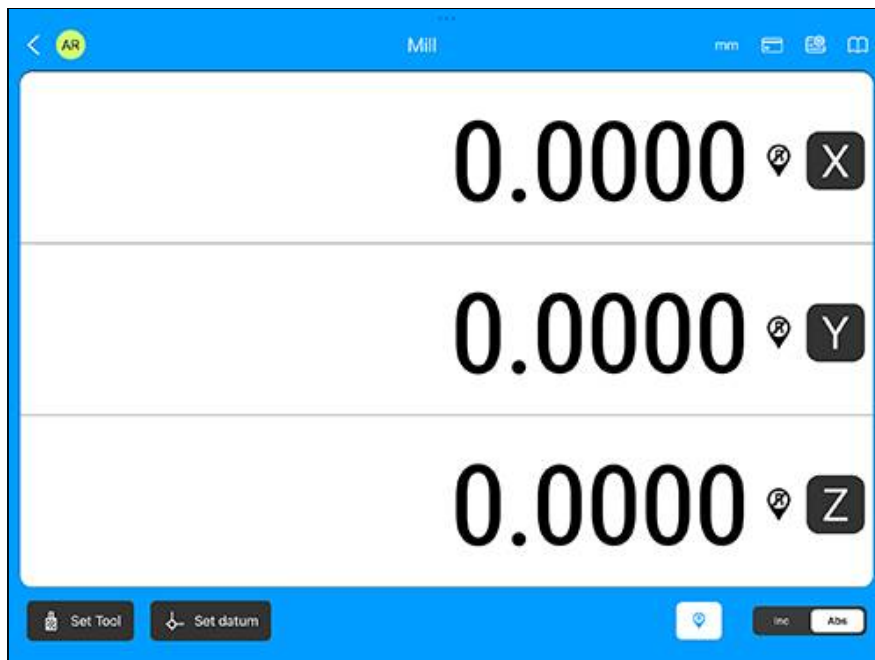 AR Mill mm
0.0000 X
0.0000 Y
0.0000 Z
Set Tool Set datum Inc Abs